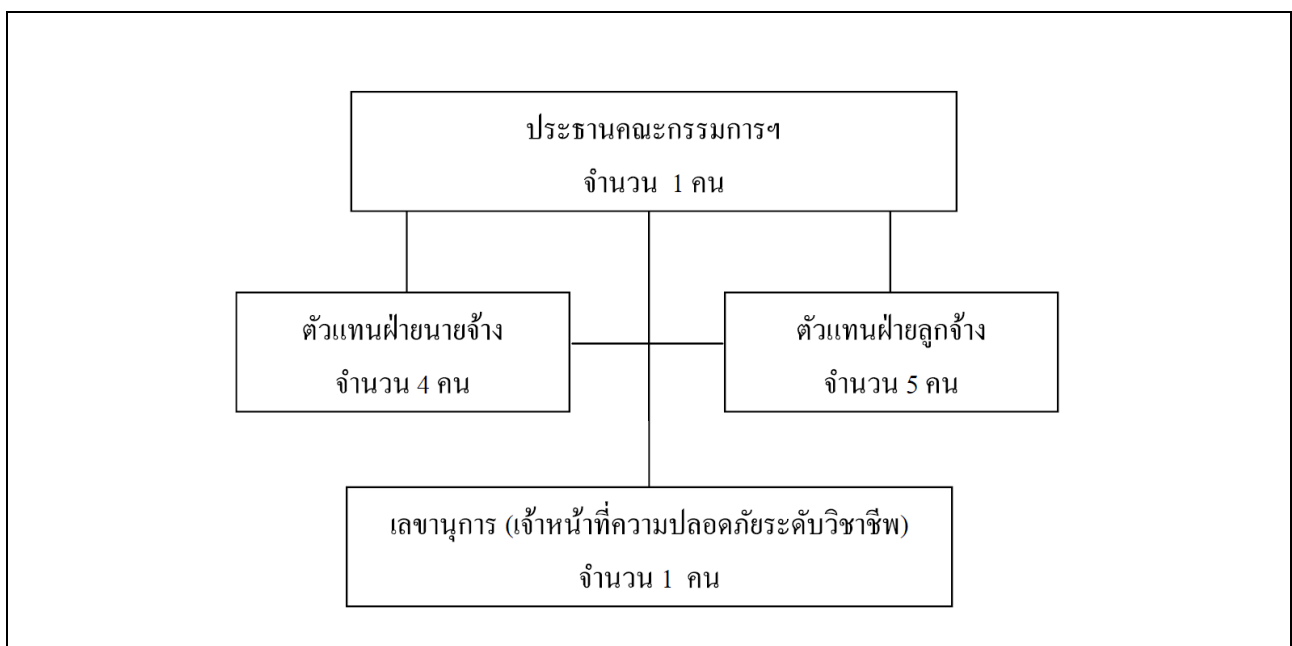 ประธานคณะกรรมการฯ
จำนวน 1 คน
ตัวแทนฝ่ายนายจ้าง
จำนวน 4 คน
ตัวแทนฝ่ายลูกจ้าง
จำนวน 5 คน
เลขานุการ (เจ้าหน้าที่ความปลอดภัยระดับวิชาชีพ)
จำนวน 1 คน